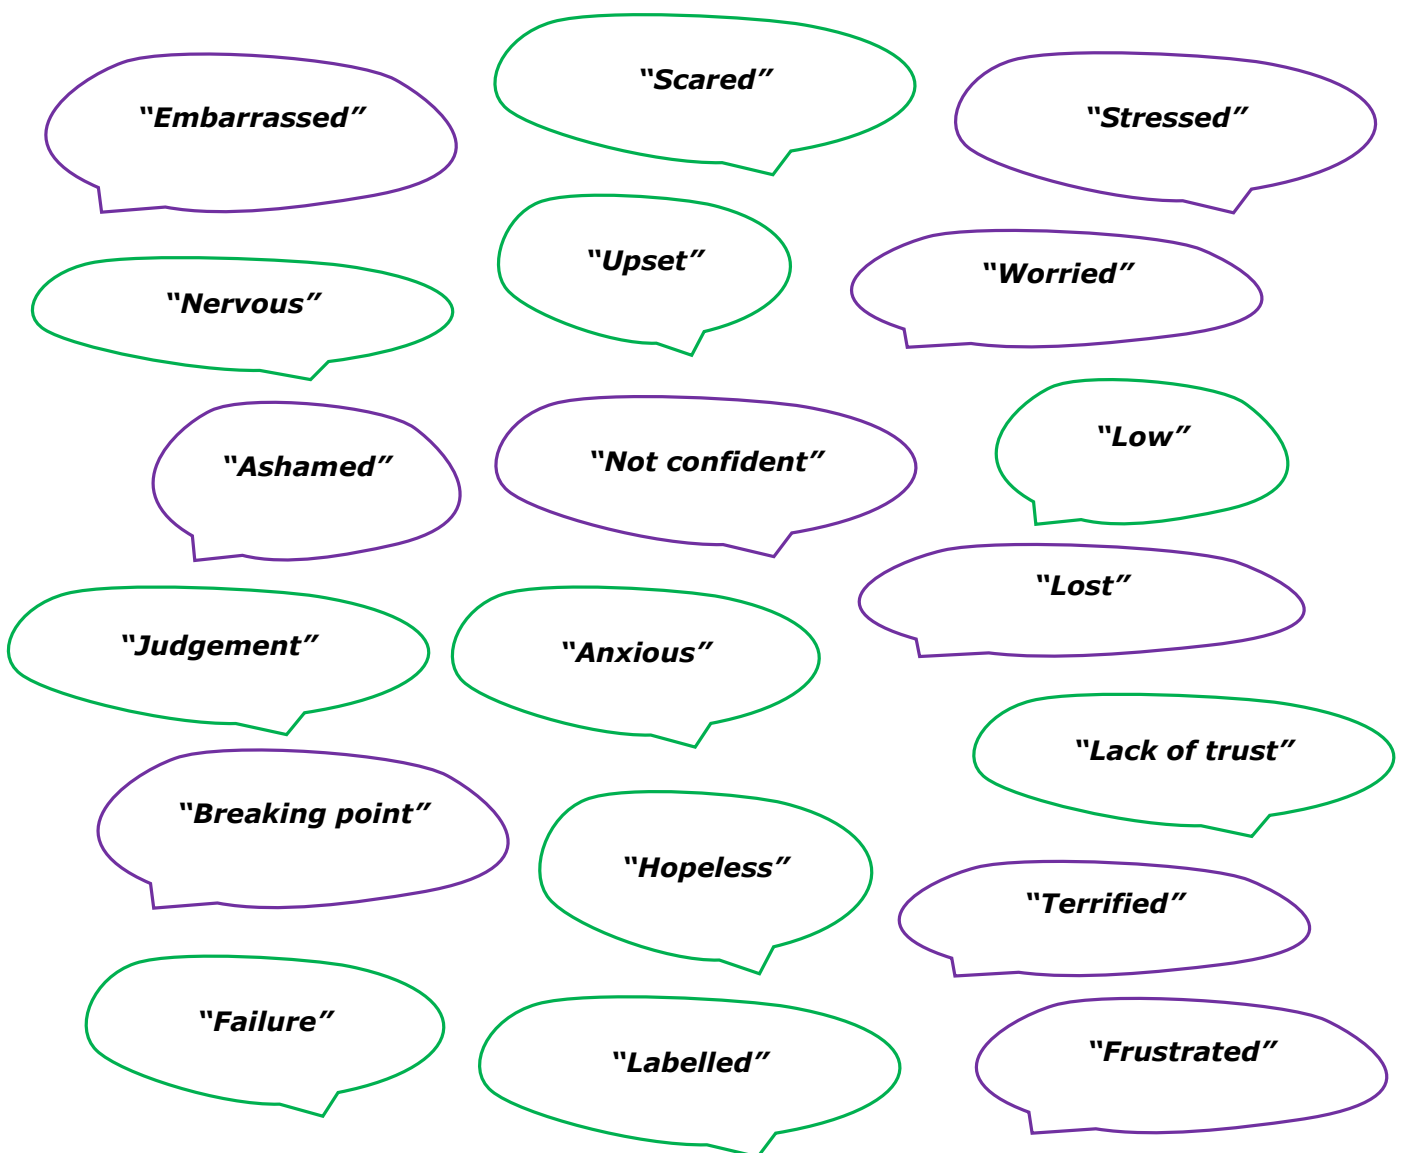 “Embarrassed”
“Scared”
“Stressed”
“Nervous”
“Upset”
“Worried”
“Ashamed”
“Not confident”
“Low”
“Judgement”
“Anxious”
“Lost”
“Breaking point”
“Hopeless”
“Lack of trust”
“Terrified”
“Failure”
“Labelled”
“Frustrated”